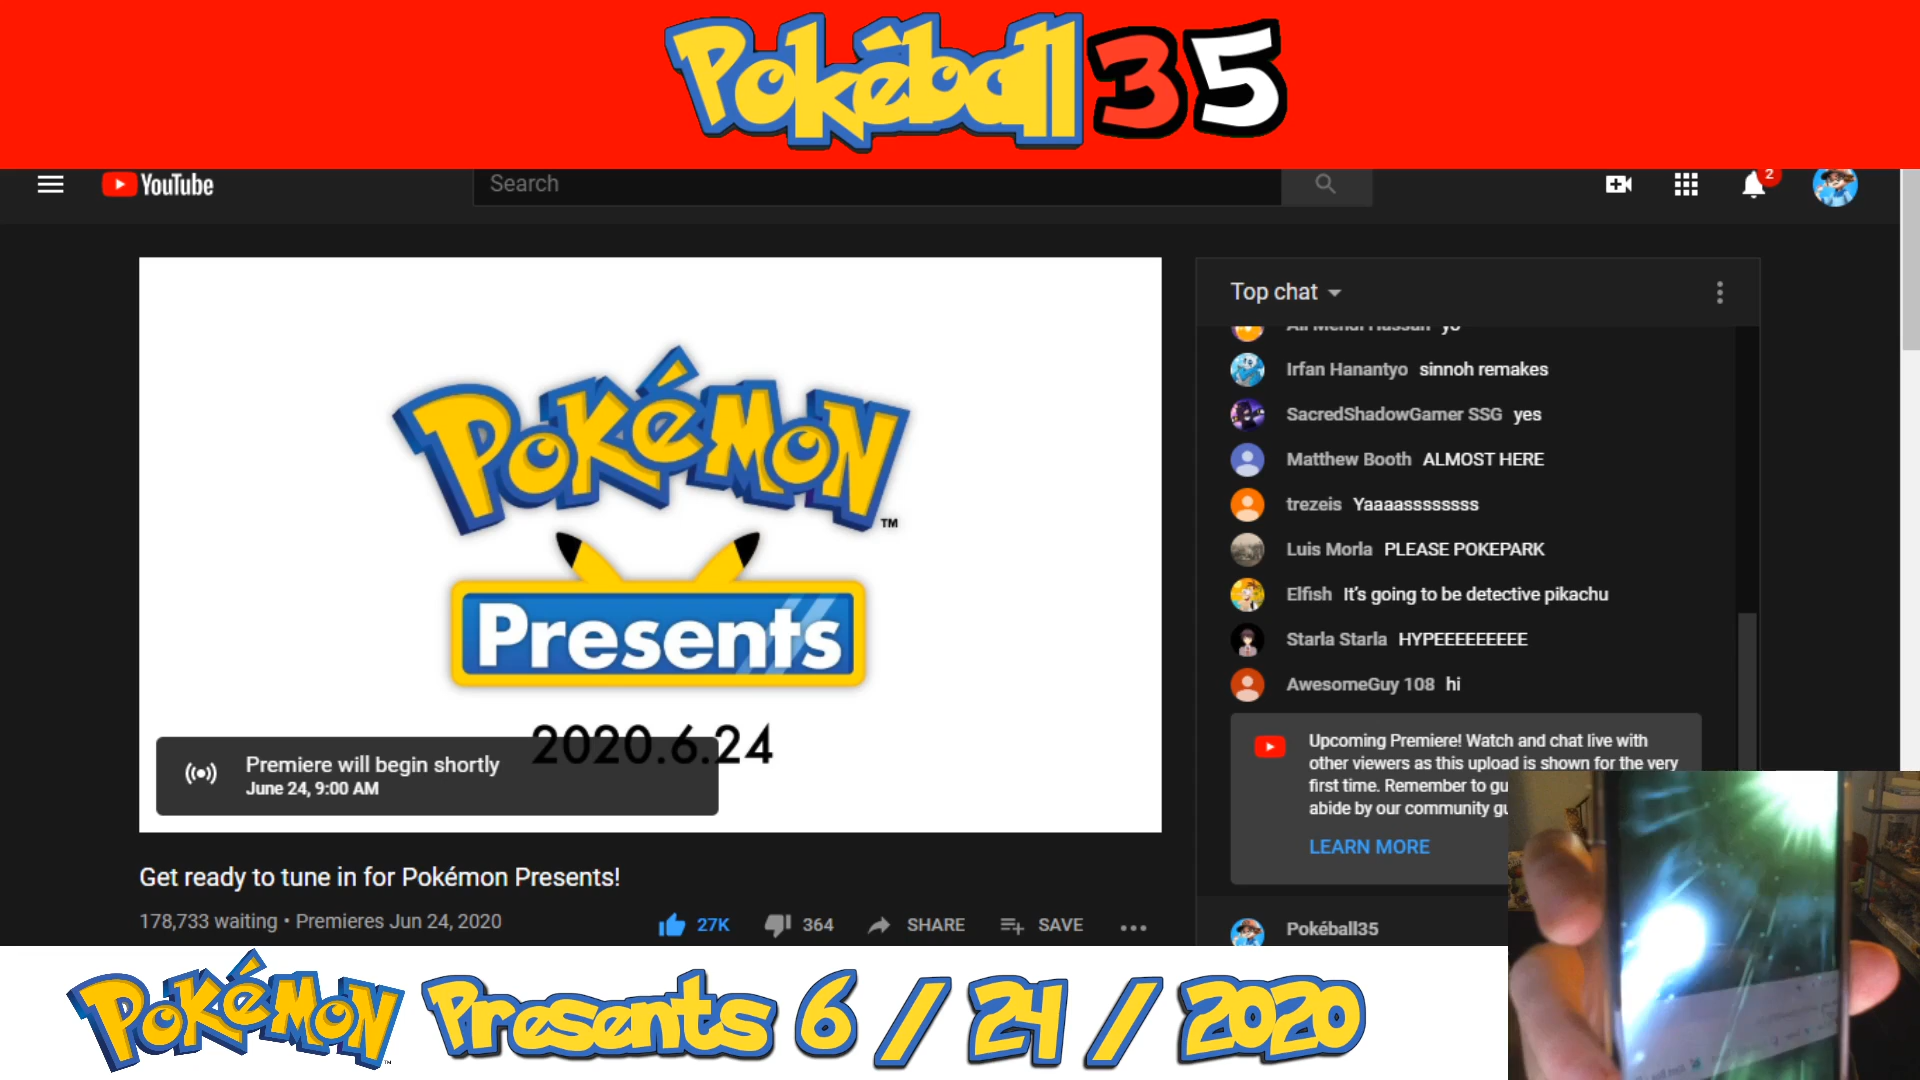 Pokéball35
YouTube
Search
2
POKéMON
TM
Presents
2020.6.24
Premiere will begin shortly
June 24, 9:00 AM
Get ready to tune in for Pokémon Presents!
178,733 waiting • Premieres Jun 24, 2020
27K
364
SHARE
SAVE
Top chat
Irfan Hanantyo sinnoh remakes
SacredShadowGamer SSG yes
Matthew Booth ALMOST HERE
trezeis Yaaaassssssss
Luis Morla PLEASE POKEPARK
Elfish It's going to be detective pikachu
Starla Starla HYPEEEEEEEEE
AwesomeGuy 108 hi
Upcoming Premiere! Watch and chat live with
other viewers as this upload is shown for the very
first time. Remember to gu
abide by our community gu
LEARN MORE
Pokéball35
POKéMON Presents 6 / 24 / 2020